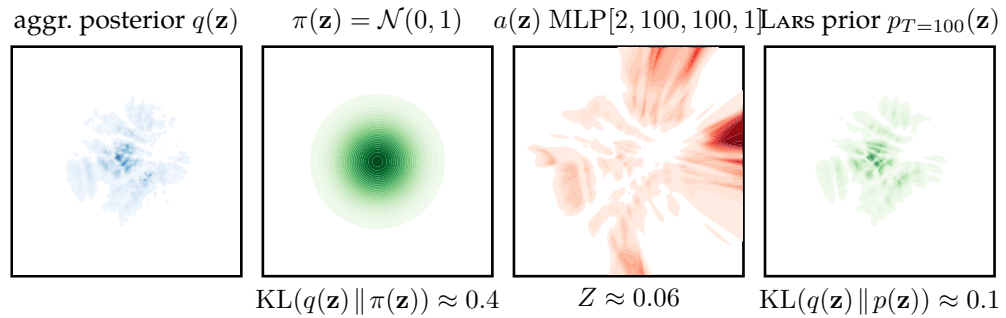 aggr. posterior q(𝐳)
π(𝐳) = 𝒩(0, 1)
a(𝐳) MLP[2, 100, 100, 1]
LARS prior p_{T=100}(𝐳)
KL(q(𝐳) ∥ π(𝐳)) ≈ 0.4
Z ≈ 0.06
KL(q(𝐳) ∥ p(𝐳)) ≈ 0.1